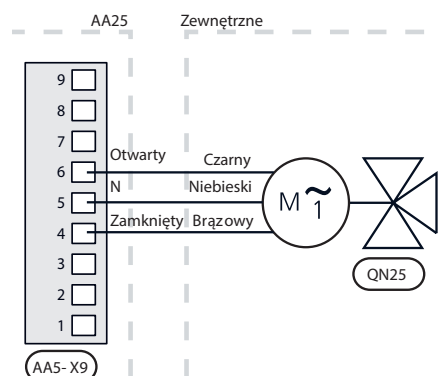 AA25 Zewnętrzne
9
8
7
6 Otwarty Czarny
5 N Niebieski
4 Zamknięty Brązowy
3
2
1
M ~ 1
QN25
AA5- X9